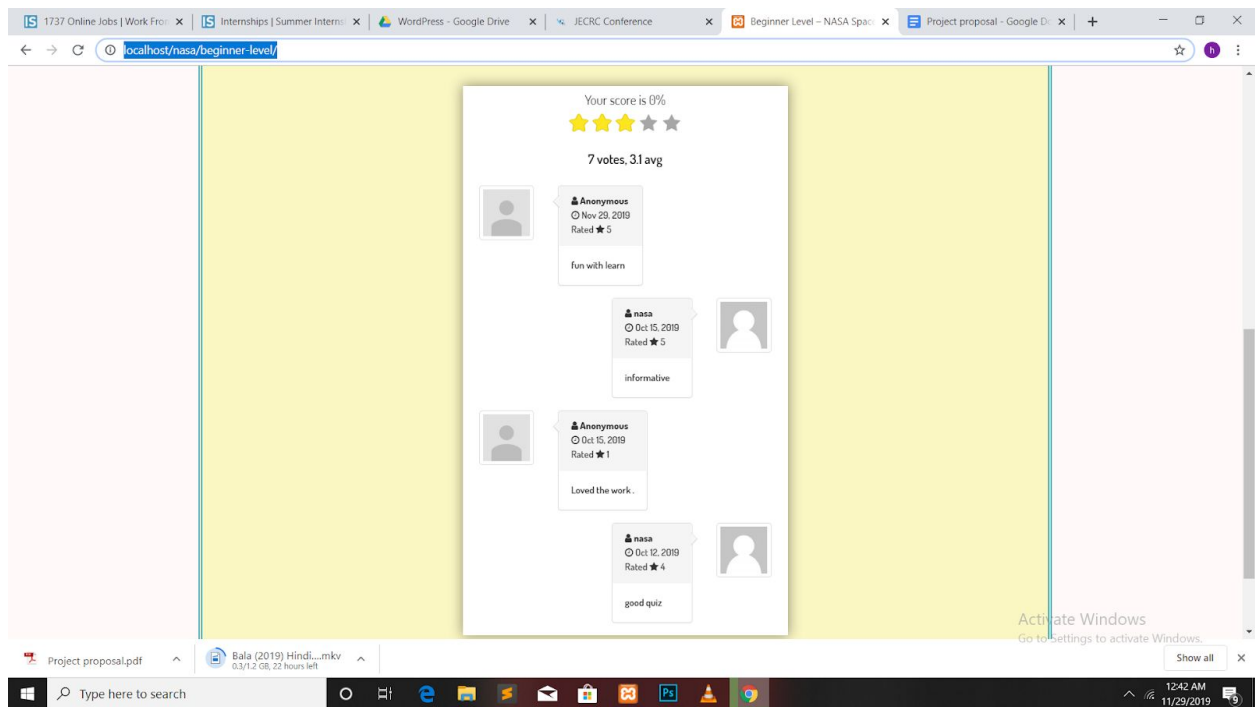 1737 Online Jobs | Work Fron
Internships | Summer Interns
WordPress - Google Drive
JECRC Conference
Beginner Level – NASA Spac
Project proposal - Google Do
localhost/nasa/beginner-level/
h
Your score is 0%
7 votes, 3.1 avg
Anonymous
Nov 29, 2019
Rated ★ 5
fun with learn
nasa
Oct 15, 2019
Rated ★ 5
informative
Anonymous
Oct 15, 2019
Rated ★ 1
Loved the work .
nasa
Oct 12, 2019
Rated ★ 4
good quiz
Activate Windows
Go to Settings to activate Windows.
Project proposal.pdf
Bala (2019) Hindi....mkv
0.3/1.2 GB, 22 hours left
Show all
Type here to search
Ps
12:42 AM
11/29/2019
9